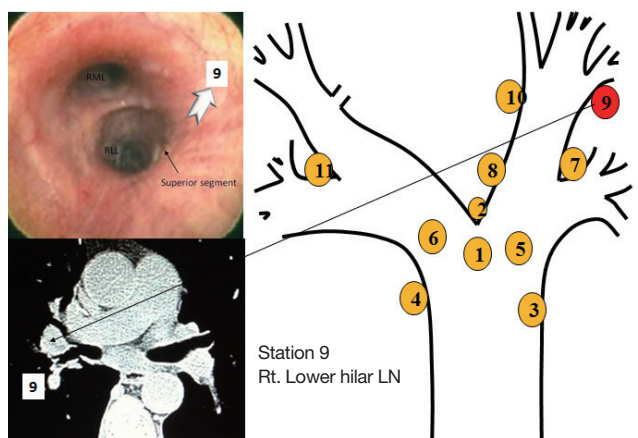 RML
9
RLL
Superior segment
9
10
9
11
8
7
2
6
1
5
4
3
Station 9
Rt. Lower hilar LN